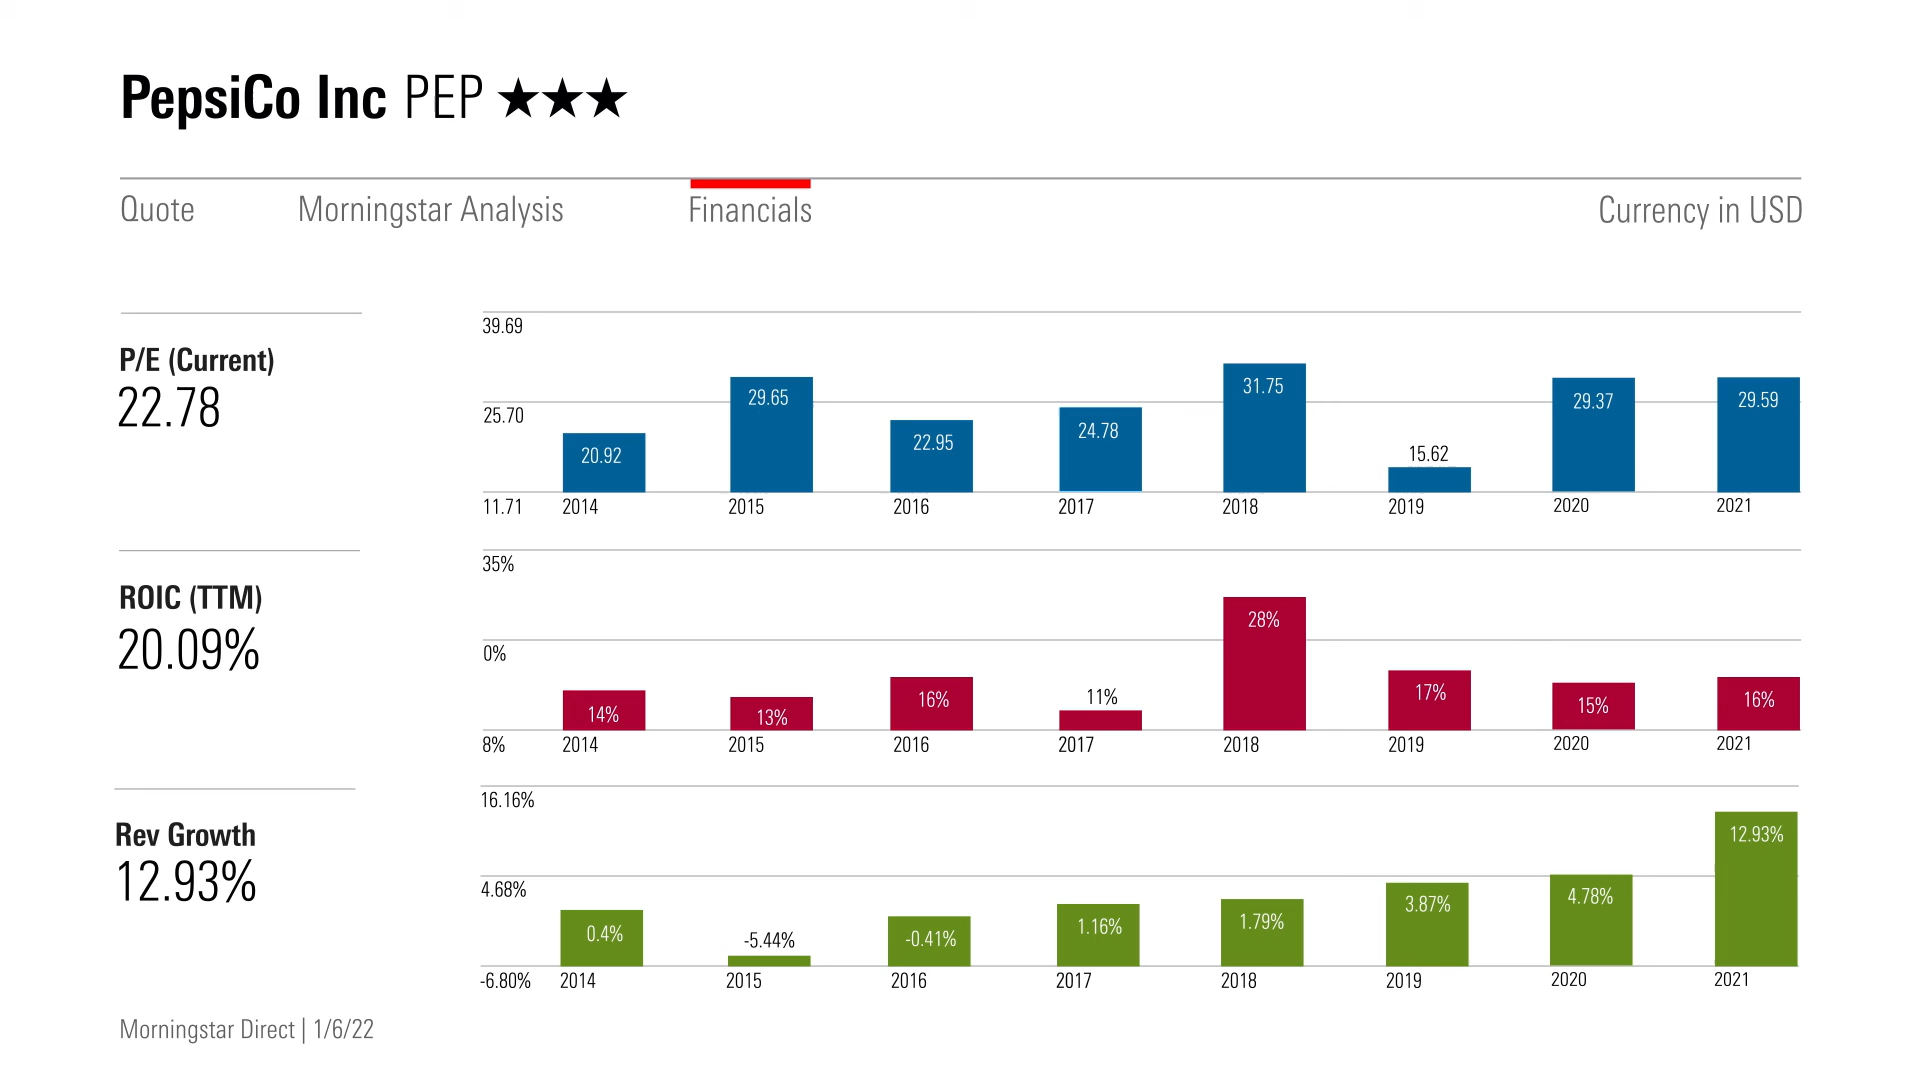 PepsiCo Inc PEP ★★★
Quote Morningstar Analysis Financials Currency in USD
P/E (Current)
22.78
39.69
25.70
11.71
20.92 29.65 22.95 24.78 31.75 15.62 29.37 29.59
2014 2015 2016 2017 2018 2019 2020 2021
ROIC (TTM)
20.09%
35%
0%
8%
14% 13% 16% 11% 28% 17% 15% 16%
2014 2015 2016 2017 2018 2019 2020 2021
Rev Growth
12.93%
16.16%
4.68%
-6.80%
0.4% -5.44% -0.41% 1.16% 1.79% 3.87% 4.78% 12.93%
2014 2015 2016 2017 2018 2019 2020 2021
Morningstar Direct | 1/6/22